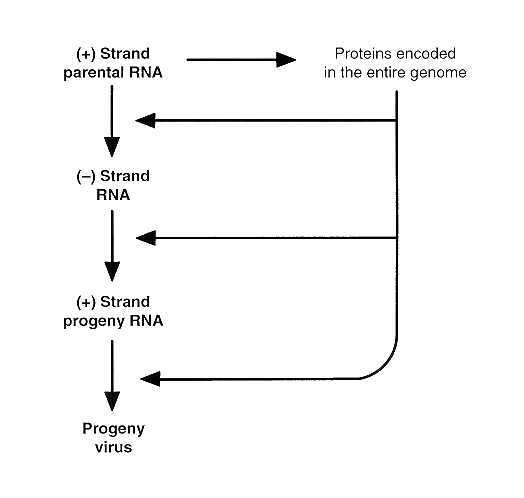 (+) Strand
parental RNA
Proteins encoded
in the entire genome
(–) Strand
RNA
(+) Strand
progeny RNA
Progeny
virus